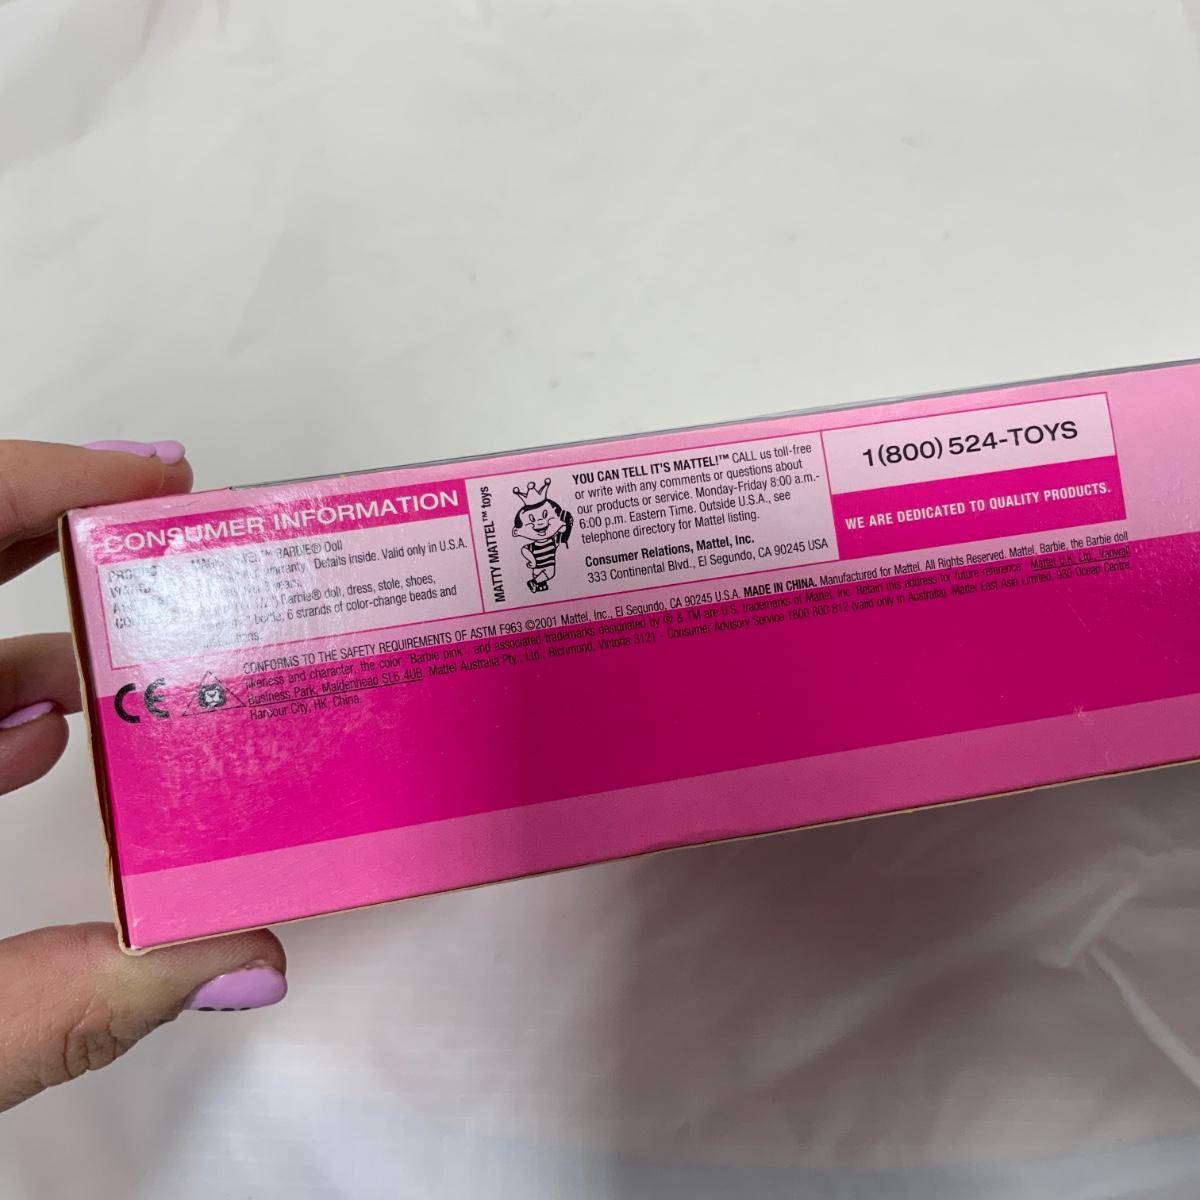 CONSUMER INFORMATION
BARBIE® Doll
Details inside. Valid only in U.S.A.
years.
Barbie® doll, dress, stole, shoes,
bottle, 6 strands of color-change beads and
MATTY MATTEL™ toys
YOU CAN TELL IT'S MATTEL!™ CALL us toll-free
or write with any comments or questions about
our products or service. Monday-Friday 8:00 a.m.-
6:00 p.m. Eastern Time. Outside U.S.A., see
telephone directory for Mattel listing.
Consumer Relations, Mattel, Inc.
333 Continental Blvd., El Segundo, CA 90245 USA
1(800) 524-TOYS
WE ARE DEDICATED TO QUALITY PRODUCTS.
CONFORMS TO THE SAFETY REQUIREMENTS OF ASTM F963 ©2001 Mattel, Inc., El Segundo, CA 90245 U.S.A. MADE IN CHINA. Manufactured for Mattel. All Rights Reserved. Mattel, Barbie, the Barbie doll
likeness and character, the color "Barbie pink", and associated trademarks designated by ® & TM are U.S. trademarks of Mattel, Inc. Retain this address for future reference: Mattel U.K. Ltd., Vanwall
Business Park, Maidenhead SL6 4UB. Mattel Australia Pty., Ltd., Richmond, Victoria 3121 - Consumer Advisory Service 1800 800 812 (valid only in Australia). Mattel East Asia Limited, 930 Ocean Centre,
Harbour City, HK, China.
CE